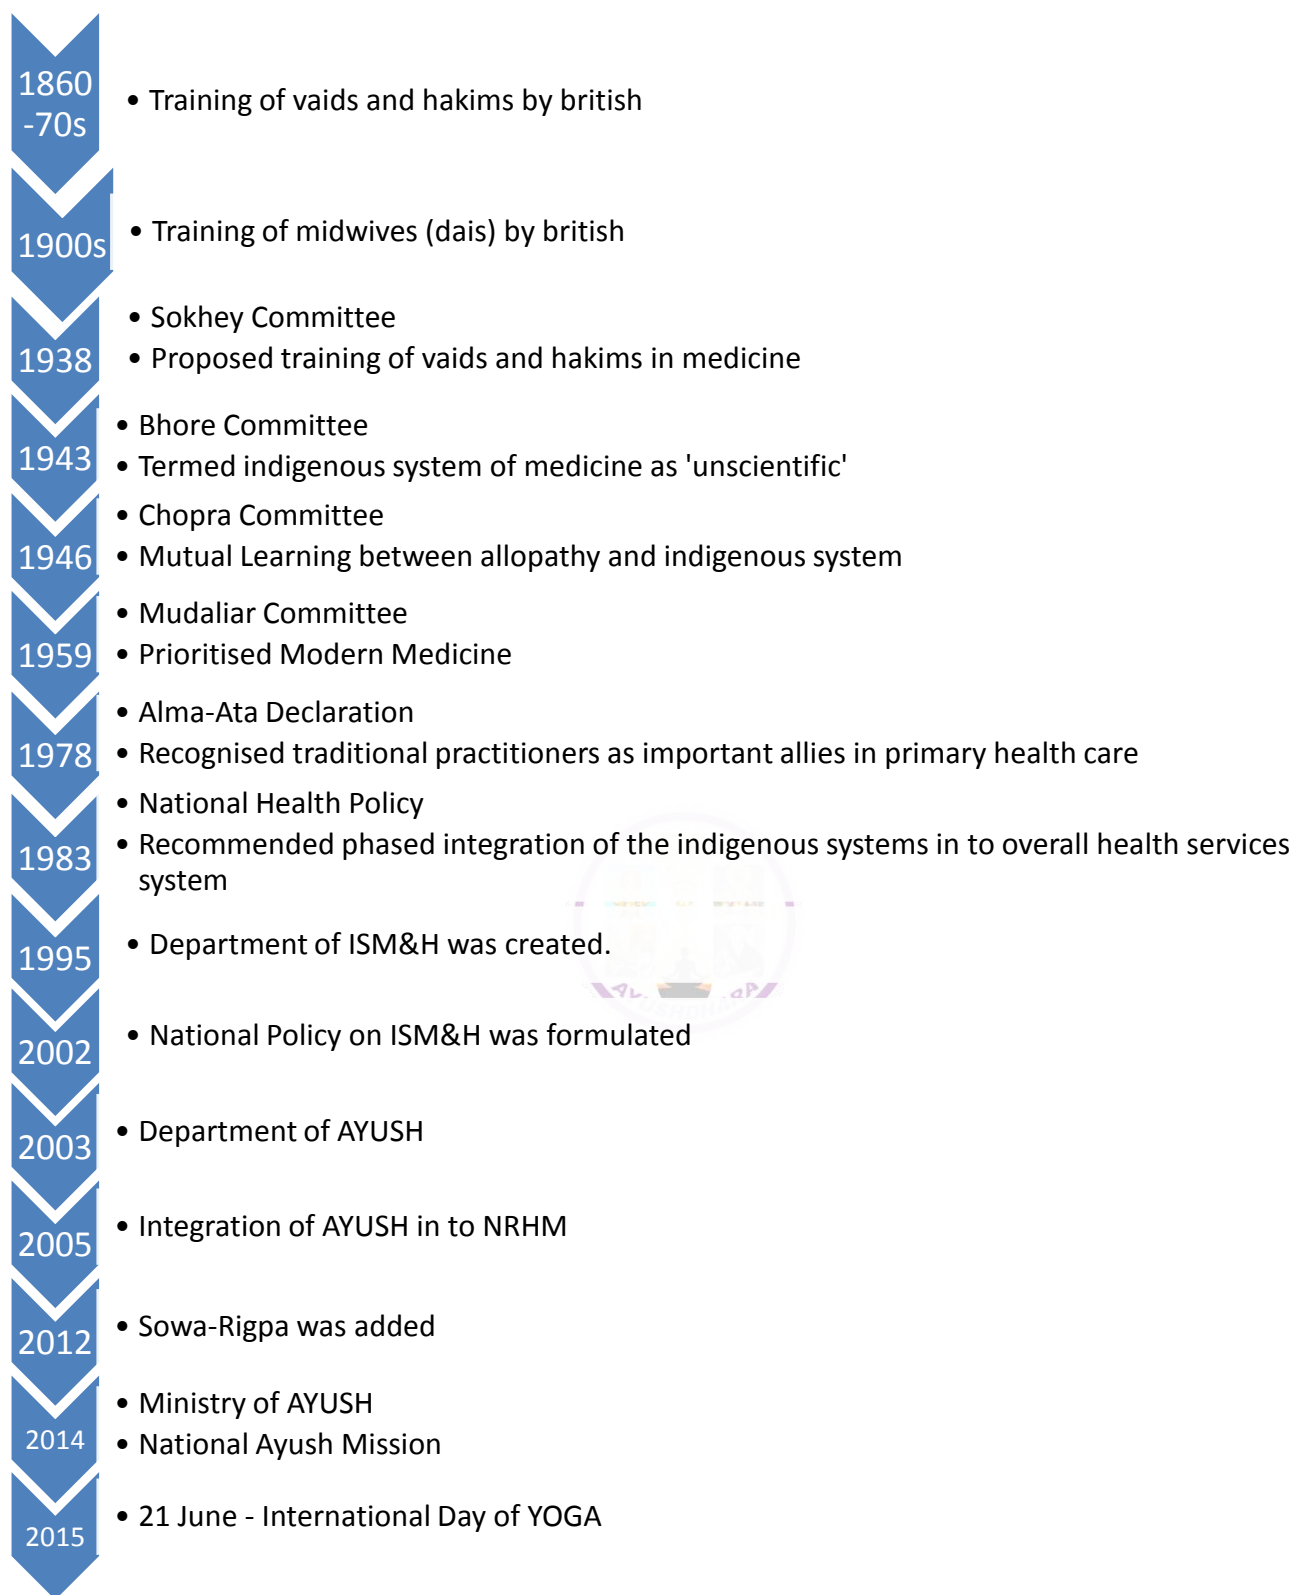 1860
-70s
• Training of vaids and hakims by british
1900s
• Training of midwives (dais) by british
1938
• Sokhey Committee
• Proposed training of vaids and hakims in medicine
1943
• Bhore Committee
• Termed indigenous system of medicine as 'unscientific'
1946
• Chopra Committee
• Mutual Learning between allopathy and indigenous system
1959
• Mudaliar Committee
• Prioritised Modern Medicine
1978
• Alma-Ata Declaration
• Recognised traditional practitioners as important allies in primary health care
1983
• National Health Policy
• Recommended phased integration of the indigenous systems in to overall health services
system
1995
• Department of ISM&H was created.
2002
• National Policy on ISM&H was formulated
2003
• Department of AYUSH
2005
• Integration of AYUSH in to NRHM
2012
• Sowa-Rigpa was added
2014
• Ministry of AYUSH
• National Ayush Mission
2015
• 21 June - International Day of YOGA
AYUSHDHARA